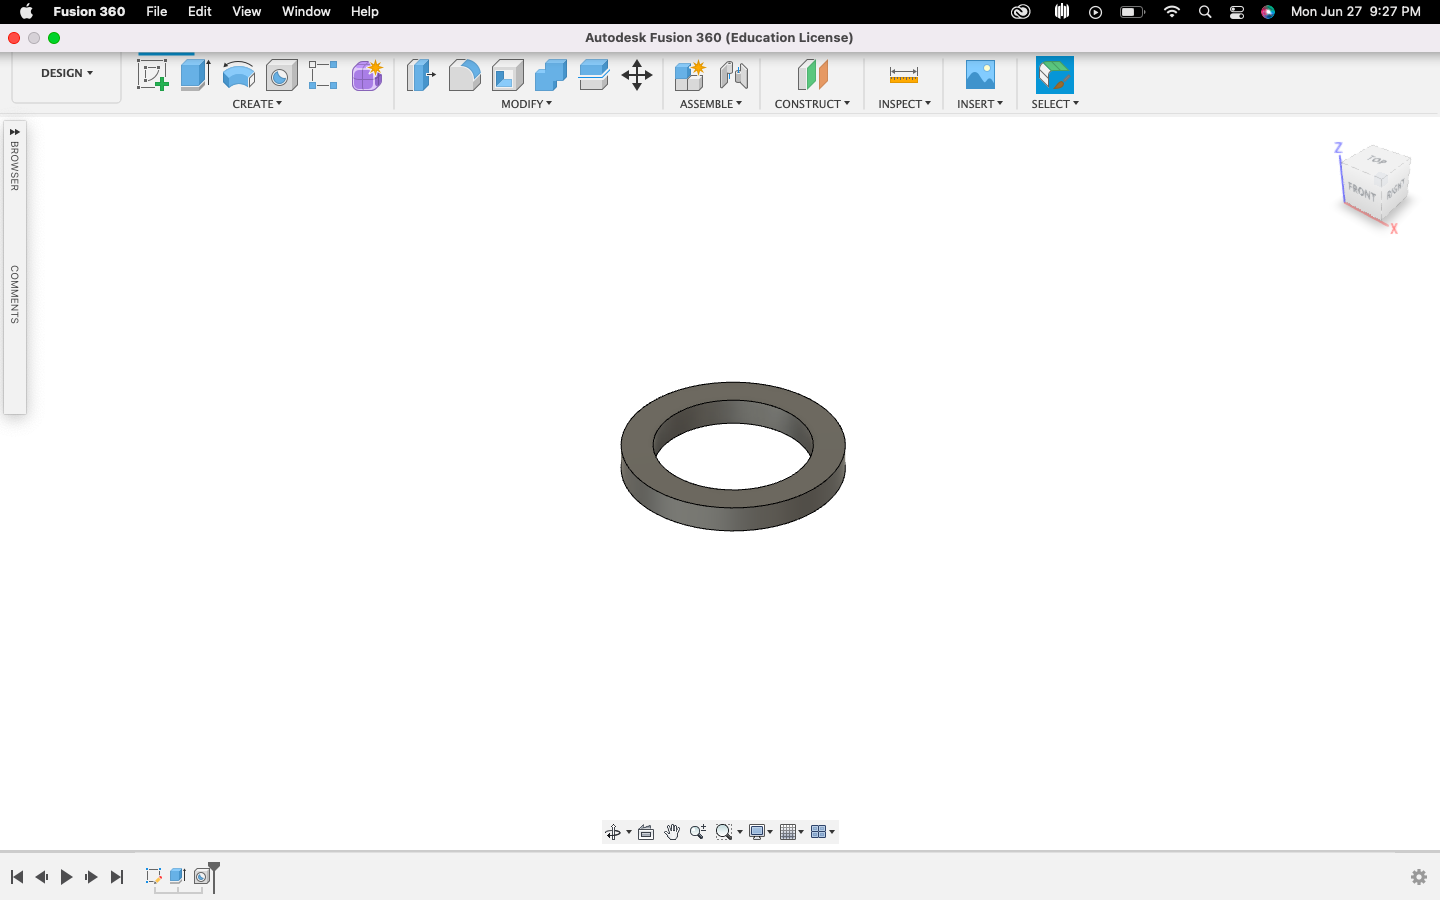 Fusion 360 File Edit View Window Help Mon Jun 27 9:27 PM
Autodesk Fusion 360 (Education License)
DESIGN
CREATE MODIFY ASSEMBLE CONSTRUCT INSPECT INSERT SELECT
BROWSER
COMMENTS
Z
TOP
FRONT
RIGHT
X